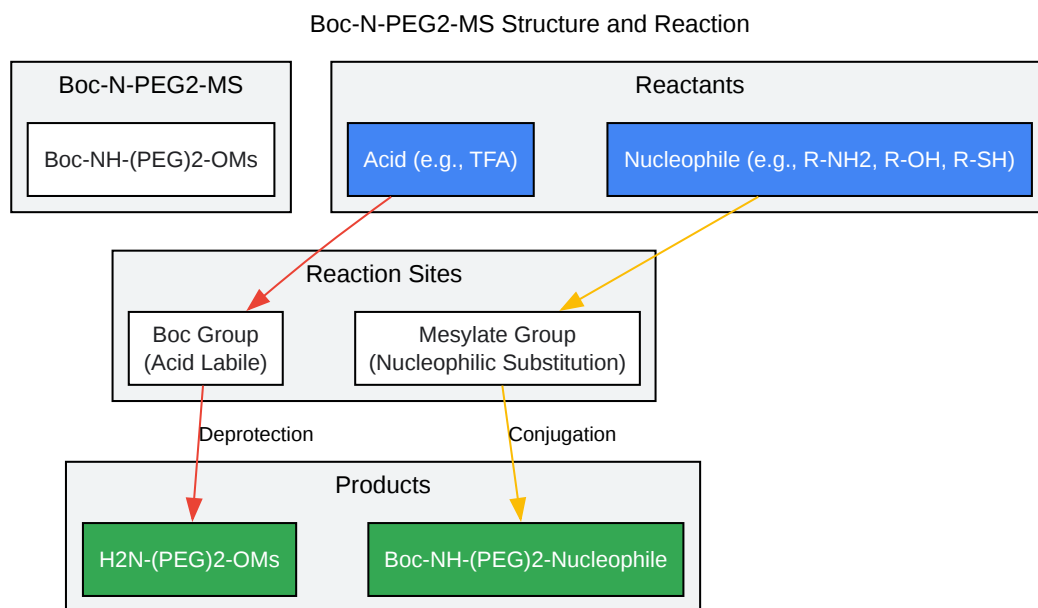 Boc-N-PEG2-MS Structure and Reaction
Boc-N-PEG2-MS
Boc-NH-(PEG)2-OMs
Reactants
Acid (e.g., TFA)
Nucleophile (e.g., R-NH2, R-OH, R-SH)
Reaction Sites
Boc Group
(Acid Labile)
Mesylate Group
(Nucleophilic Substitution)
Deprotection
Conjugation
Products
H2N-(PEG)2-OMs
Boc-NH-(PEG)2-Nucleophile